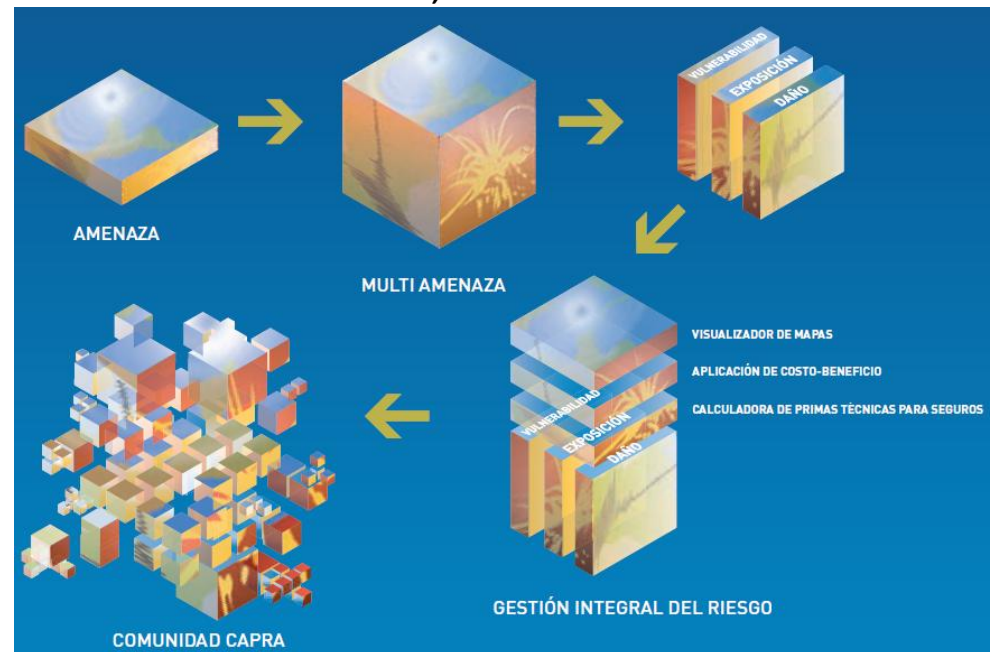 AMENAZA
MULTI AMENAZA
VULNERABILIDAD
EXPOSICIÓN
DAÑO
VISUALIZADOR DE MAPAS
APLICACIÓN DE COSTO-BENEFICIO
CALCULADORA DE PRIMAS TÈCNICAS PARA SEGUROS
VULNERABILIDAD
EXPOSICIÓN
DAÑO
GESTIÓN INTEGRAL DEL RIESGO
COMUNIDAD CAPRA